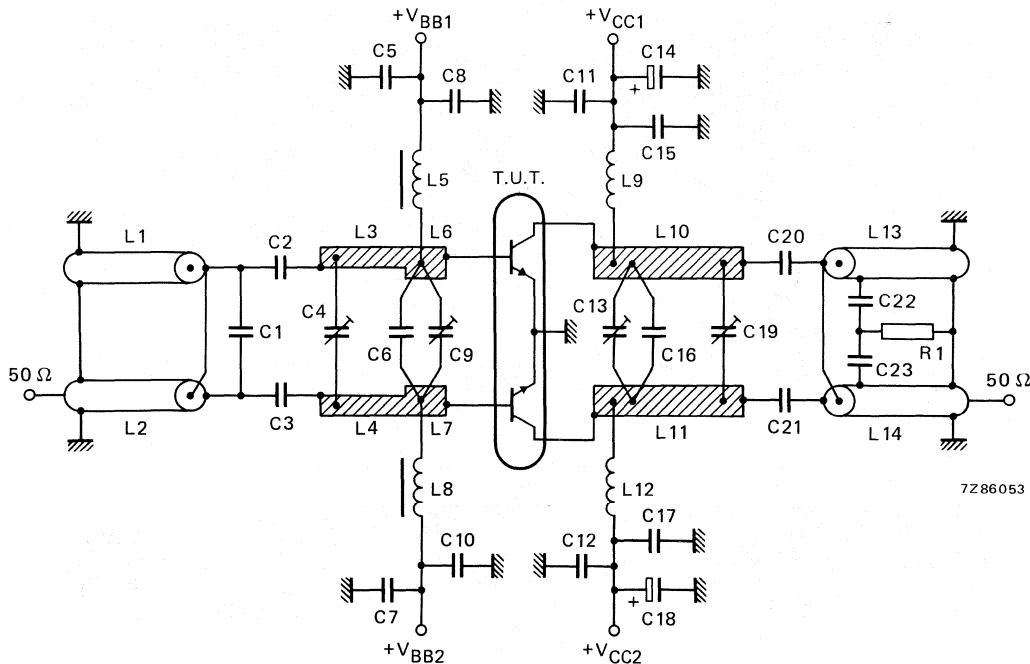 +VBB1
+VCC1
C5
C8
C14
C11
+
C15
L5
T.U.T.
L9
L1
C2
L3
L6
L10
C20
L13
C4
C1
C6
C9
C13
C16
C19
C22
R1
C23
50 Ω
50 Ω
L2
C3
L4
L7
L11
C21
L14
L8
L12
7Z86053
C10
C12
C17
C7
+
C18
+VBB2
+VCC2